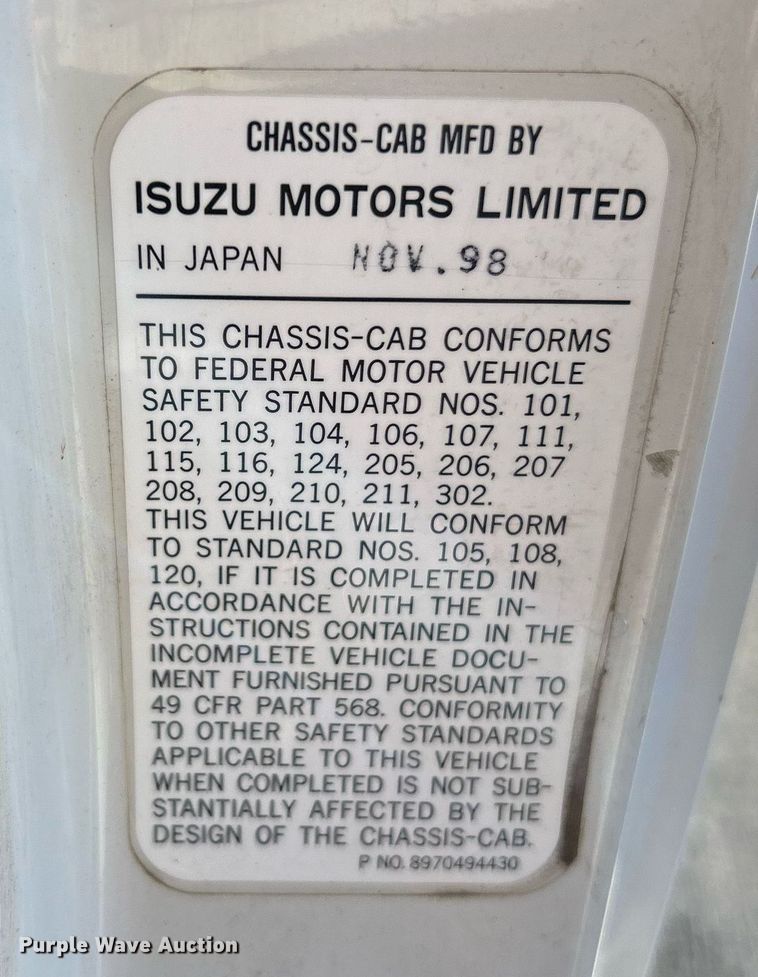 CHASSIS-CAB MFD BY
ISUZU MOTORS LIMITED
IN JAPAN NOV.98
THIS CHASSIS-CAB CONFORMS
TO FEDERAL MOTOR VEHICLE
SAFETY STANDARD NOS. 101,
102, 103, 104, 106, 107, 111,
115, 116, 124, 205, 206, 207
208, 209, 210, 211, 302.
THIS VEHICLE WILL CONFORM
TO STANDARD NOS. 105, 108,
120, IF IT IS COMPLETED IN
ACCORDANCE WITH THE IN-
STRUCTIONS CONTAINED IN THE
INCOMPLETE VEHICLE DOCU-
MENT FURNISHED PURSUANT TO
49 CFR PART 568. CONFORMITY
TO OTHER SAFETY STANDARDS
APPLICABLE TO THIS VEHICLE
WHEN COMPLETED IS NOT SUB-
STANTIALLY AFFECTED BY THE
DESIGN OF THE CHASSIS-CAB.
P NO. 8970494430
Purple Wave Auction